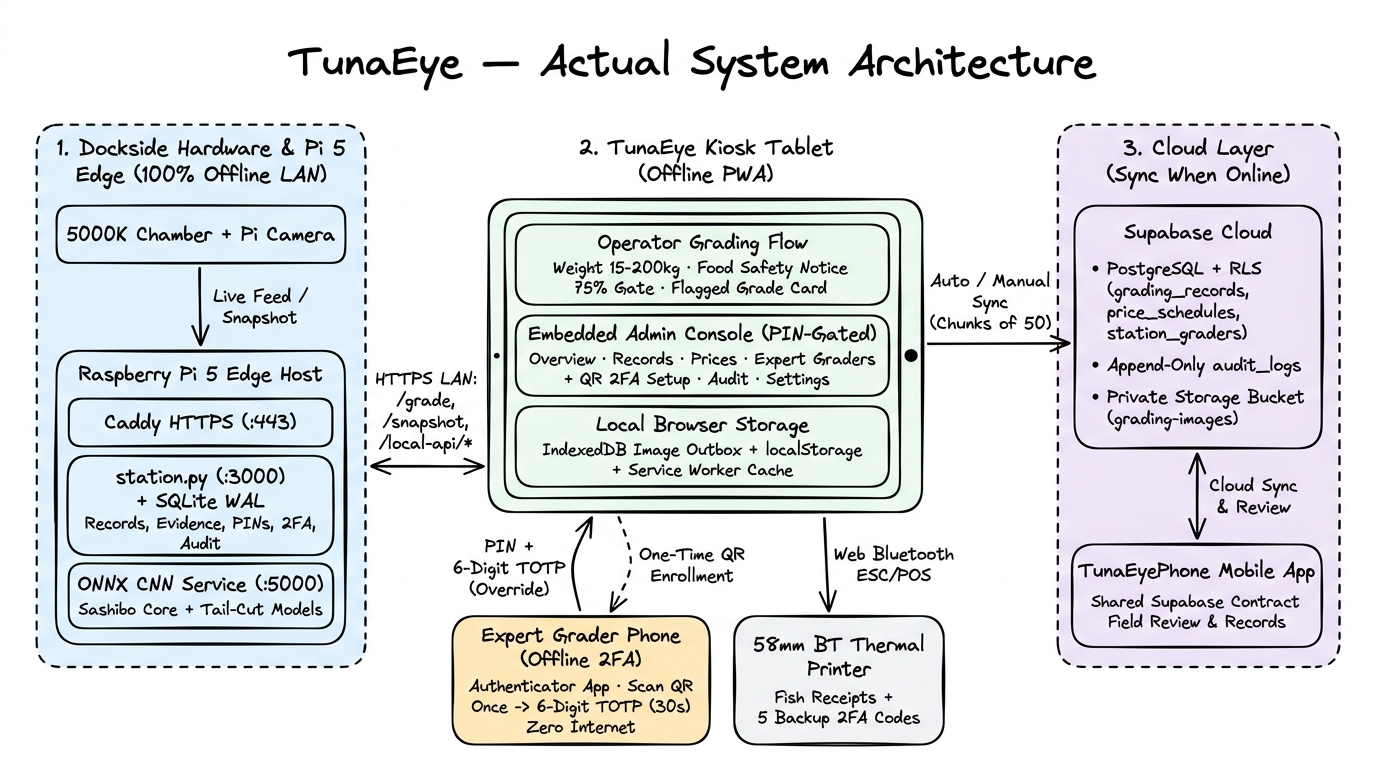 TunaEye — Actual System Architecture
1. Dockside Hardware & Pi 5
Edge (100% Offline LAN)
5000K Chamber + Pi Camera
Live Feed /
Snapshot
Raspberry Pi 5 Edge Host
Caddy HTTPS (:443)
station.py (:3000)
+ SQLite WAL
Records, Evidence, PINs, 2FA,
Audit
ONNX CNN Service (:5000)
Sashibo Core + Tail-Cut Models
HTTPS LAN:
/grade,
/snapshot,
/local-api/*
2. TunaEye Kiosk Tablet
(Offline PWA)
Operator Grading Flow
Weight 15-200kg · Food Safety Notice
75% Gate · Flagged Grade Card
Embedded Admin Console (PIN-Gated)
Overview · Records · Prices · Expert Graders
+ QR 2FA Setup · Audit · Settings
Local Browser Storage
IndexedDB Image Outbox + localStorage
+ Service Worker Cache
PIN +
6-Digit TOTP
(Override)
One-Time QR
Enrollment
Web Bluetooth
ESC/POS
Expert Grader Phone
(Offline 2FA)
Authenticator App · Scan QR
Once -> 6-Digit TOTP (30s)
Zero Internet
58mm BT Thermal
Printer
Fish Receipts +
5 Backup 2FA Codes
Auto / Manual
Sync
(Chunks of 50)
3. Cloud Layer
(Sync When Online)
Supabase Cloud
• PostgreSQL + RLS
(grading_records,
price_schedules,
station_graders)
• Append-Only audit_logs
• Private Storage Bucket
(grading-images)
Cloud Sync
& Review
TunaEyePhone Mobile App
Shared Supabase Contract
Field Review & Records